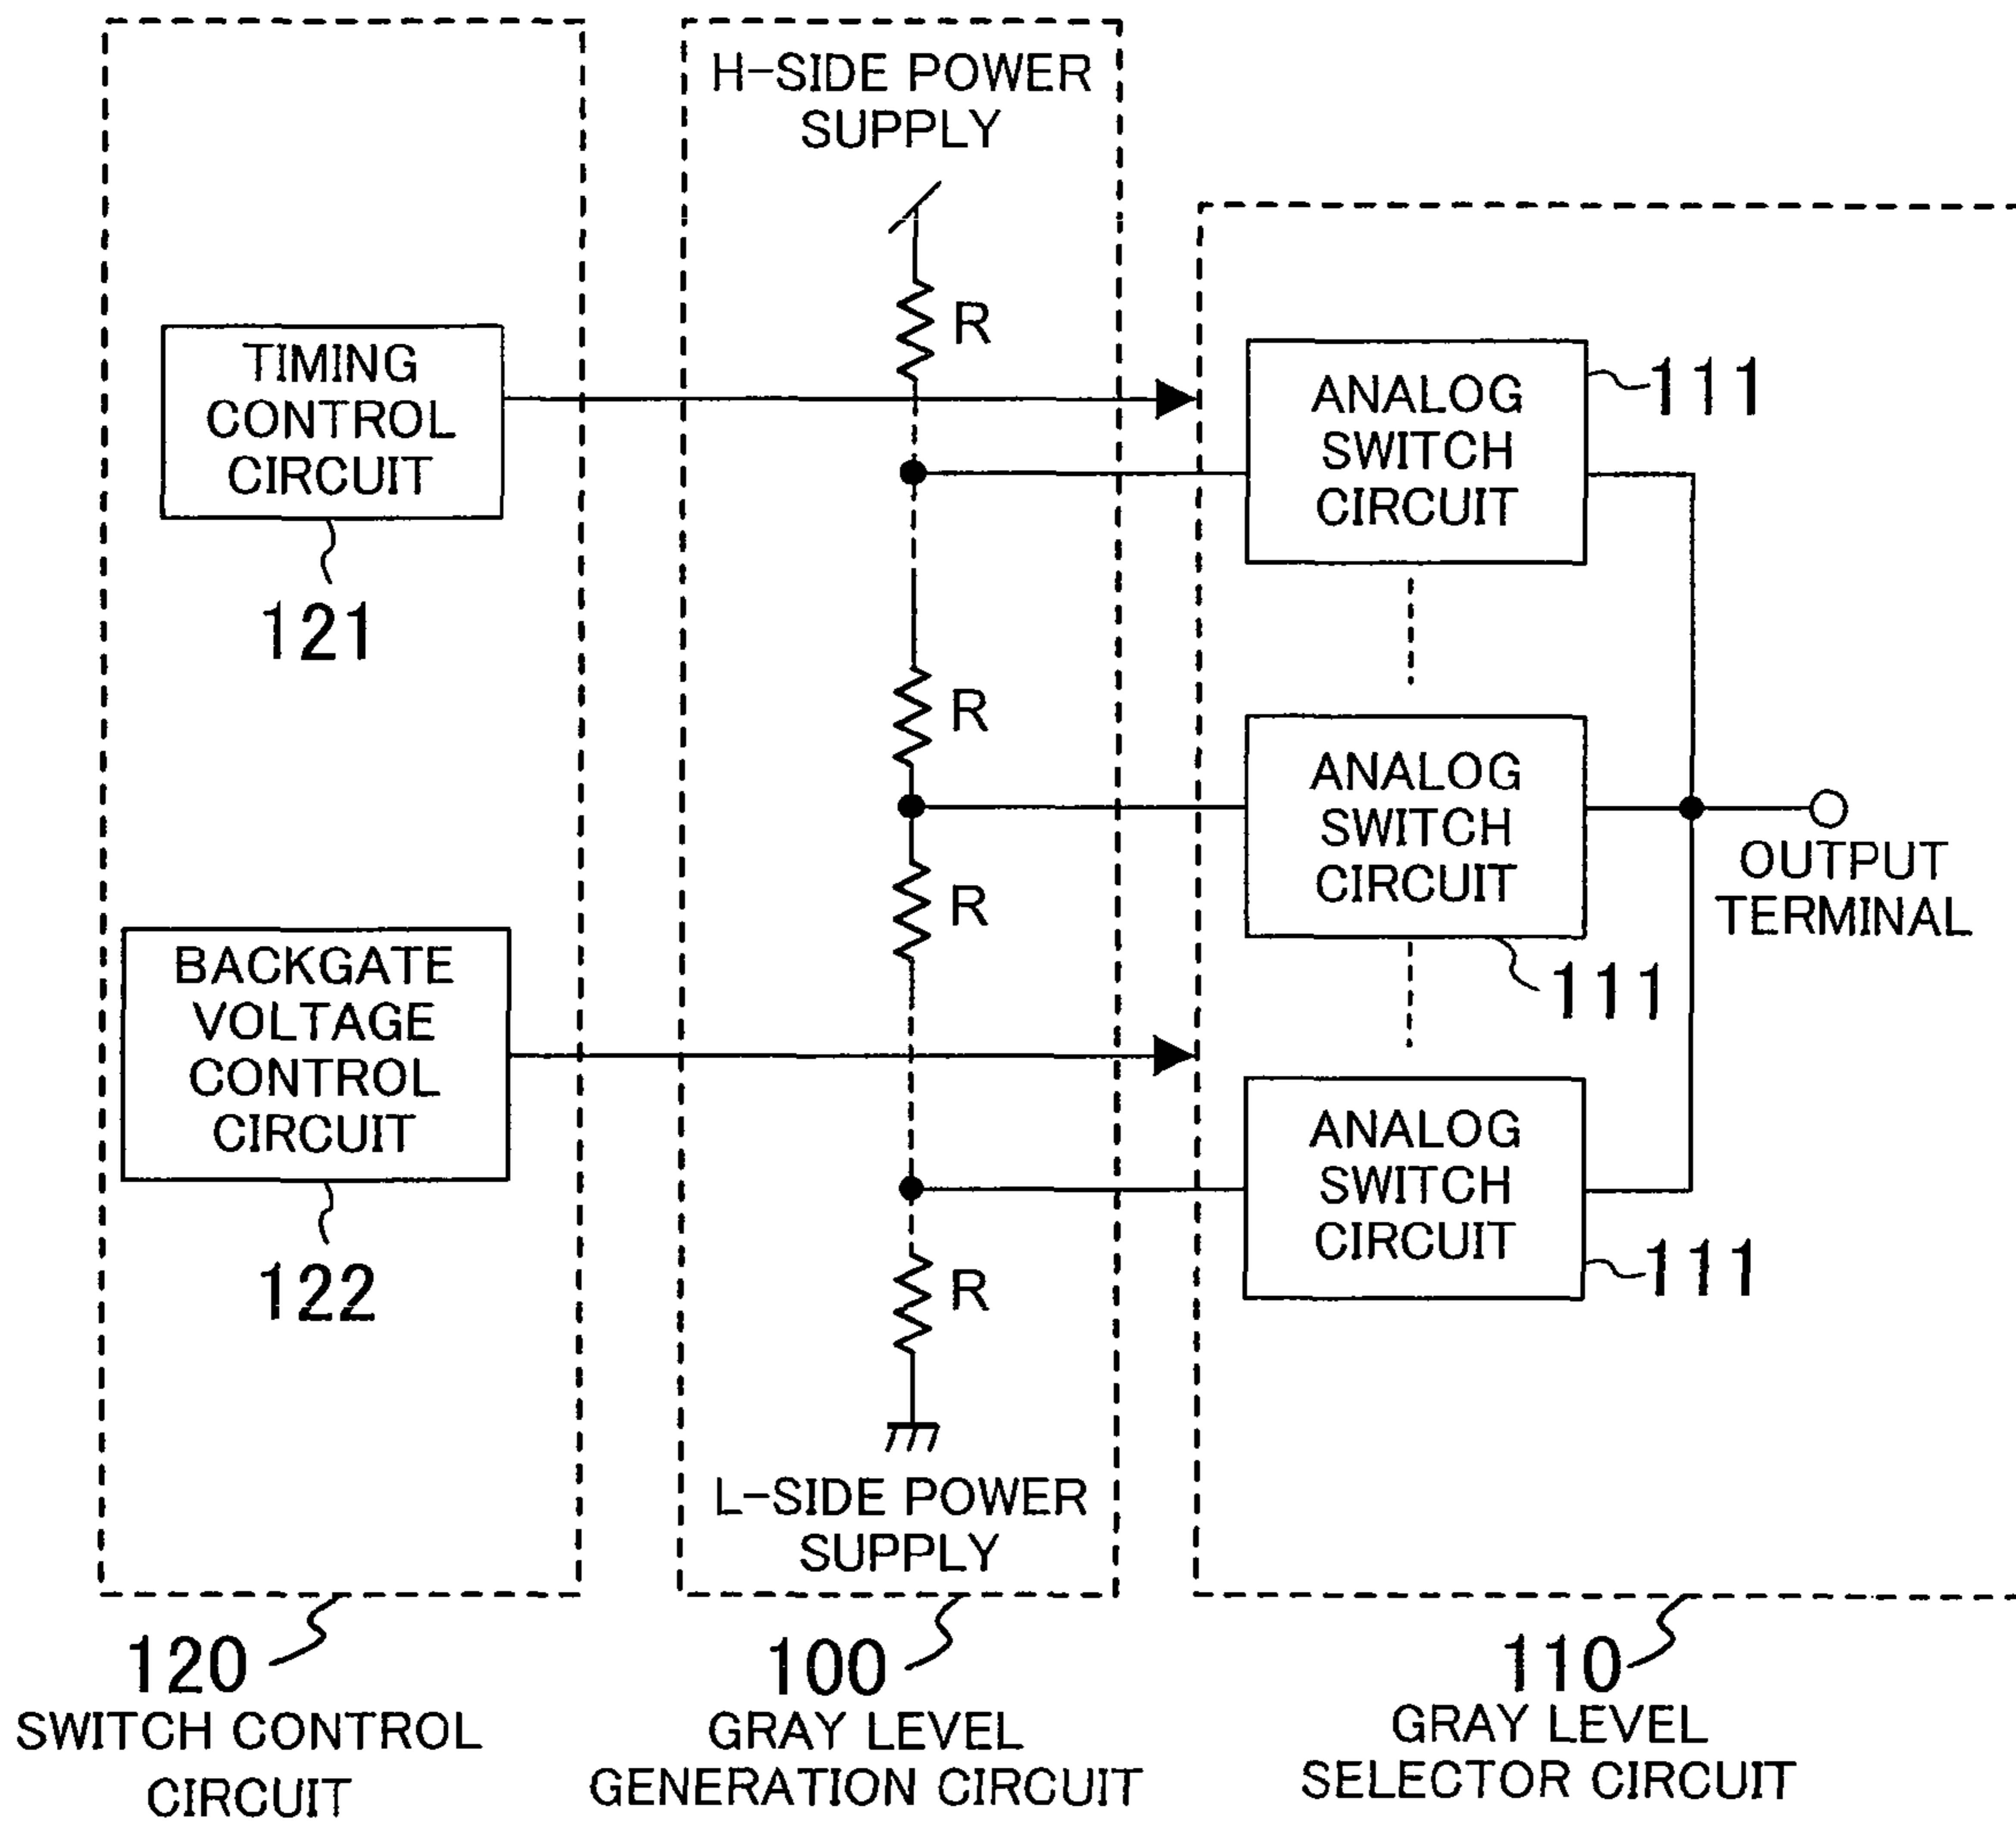 H-SIDE POWER
SUPPLY
R
TIMING
CONTROL
CIRCUIT
121
ANALOG
SWITCH
CIRCUIT
111
R
ANALOG
SWITCH
CIRCUIT
111
OUTPUT
TERMINAL
R
BACKGATE
VOLTAGE
CONTROL
CIRCUIT
122
ANALOG
SWITCH
CIRCUIT
111
R
L-SIDE POWER
SUPPLY
120
SWITCH CONTROL
CIRCUIT
100
GRAY LEVEL
GENERATION CIRCUIT
110
GRAY LEVEL
SELECTOR CIRCUIT